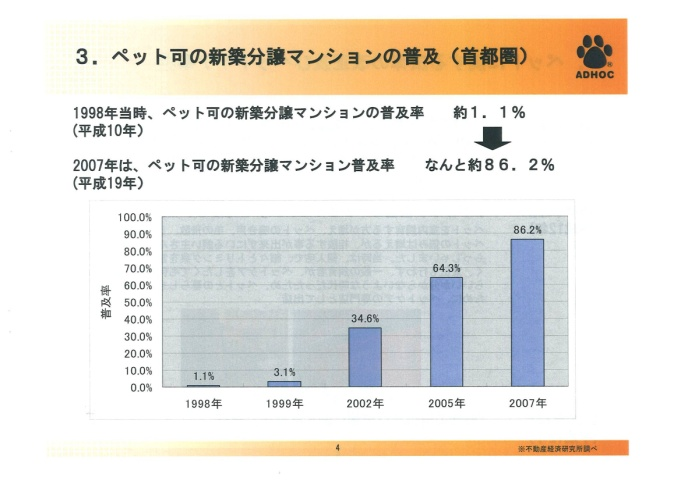 ３．ペット可の新築分譲マンションの普及（首都圏）
ADHOC
1998年当時、ペット可の新築分譲マンションの普及率　約１．１％
(平成10年)
2007年は、ペット可の新築分譲マンション普及率　なんと約８６．２％
(平成19年)
100.0%
90.0%
80.0%
70.0%
60.0%
50.0%
40.0%
30.0%
20.0%
10.0%
0.0%
普及率
1.1%
3.1%
34.6%
64.3%
86.2%
1998年
1999年
2002年
2005年
2007年
4
※不動産経済研究所調べ